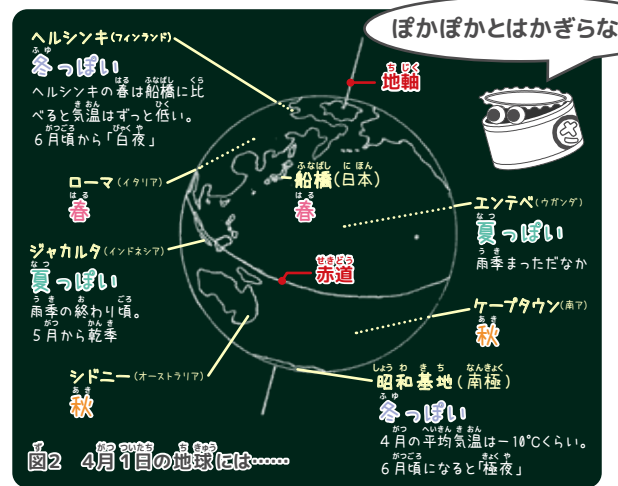 ぽかぽかとはかぎらな
ヘルシンキ(フィンランド)
冬っぽい
ヘルシンキの春は船橋に比
べると気温はずっと低い。
6月頃から「白夜」
地軸
ローマ(イタリア)
春
船橋(日本)
春
エンテベ(ウガンダ)
夏っぽい
雨季まっただなか
ジャカルタ(インドネシア)
夏っぽい
雨季の終わり頃。
5月から乾季
赤道
ケープタウン(南ア)
秋
シドニー(オーストラリア)
秋
昭和基地(南極)
冬っぽい
4月の平均気温は−10℃くらい。
6月頃になると「極夜」
図2 4月1日の地球には……